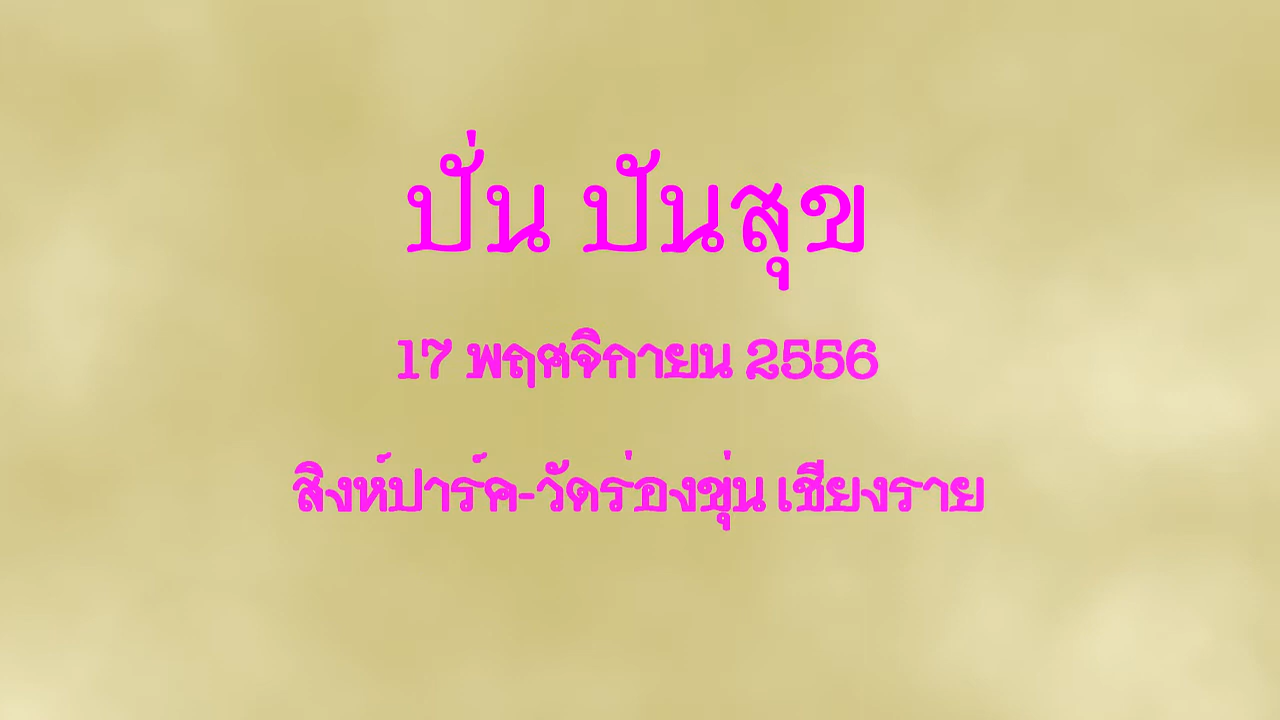 ปั่น ปันสุข
17 พฤศจิกายน 2556
สิงห์ปาร์ค-วัดร่องขุ่น เชียงราย